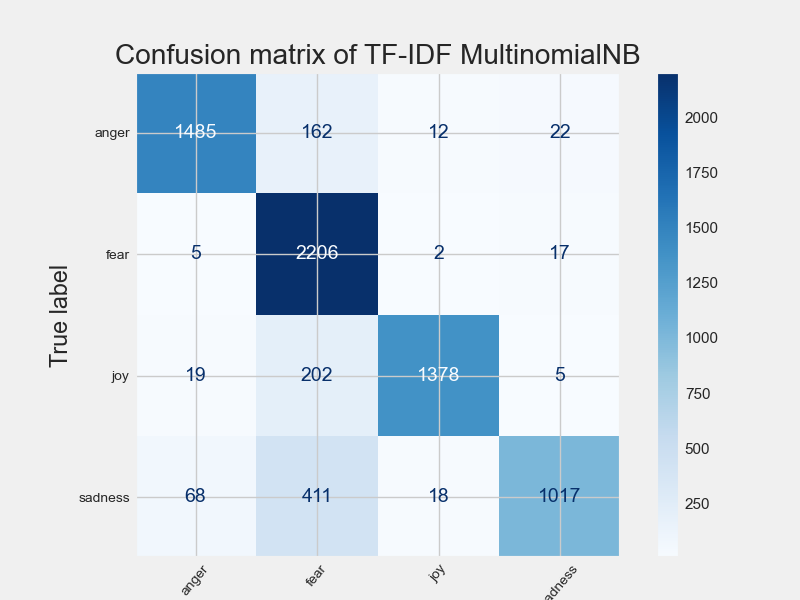 Confusion matrix of TF-IDF MultinomialNB
anger 1485 162 12 22
fear 5 2206 2 17
joy 19 202 1378 5
sadness 68 411 18 1017
anger fear joy
True label
2000
1750
1500
1250
1000
750
500
250